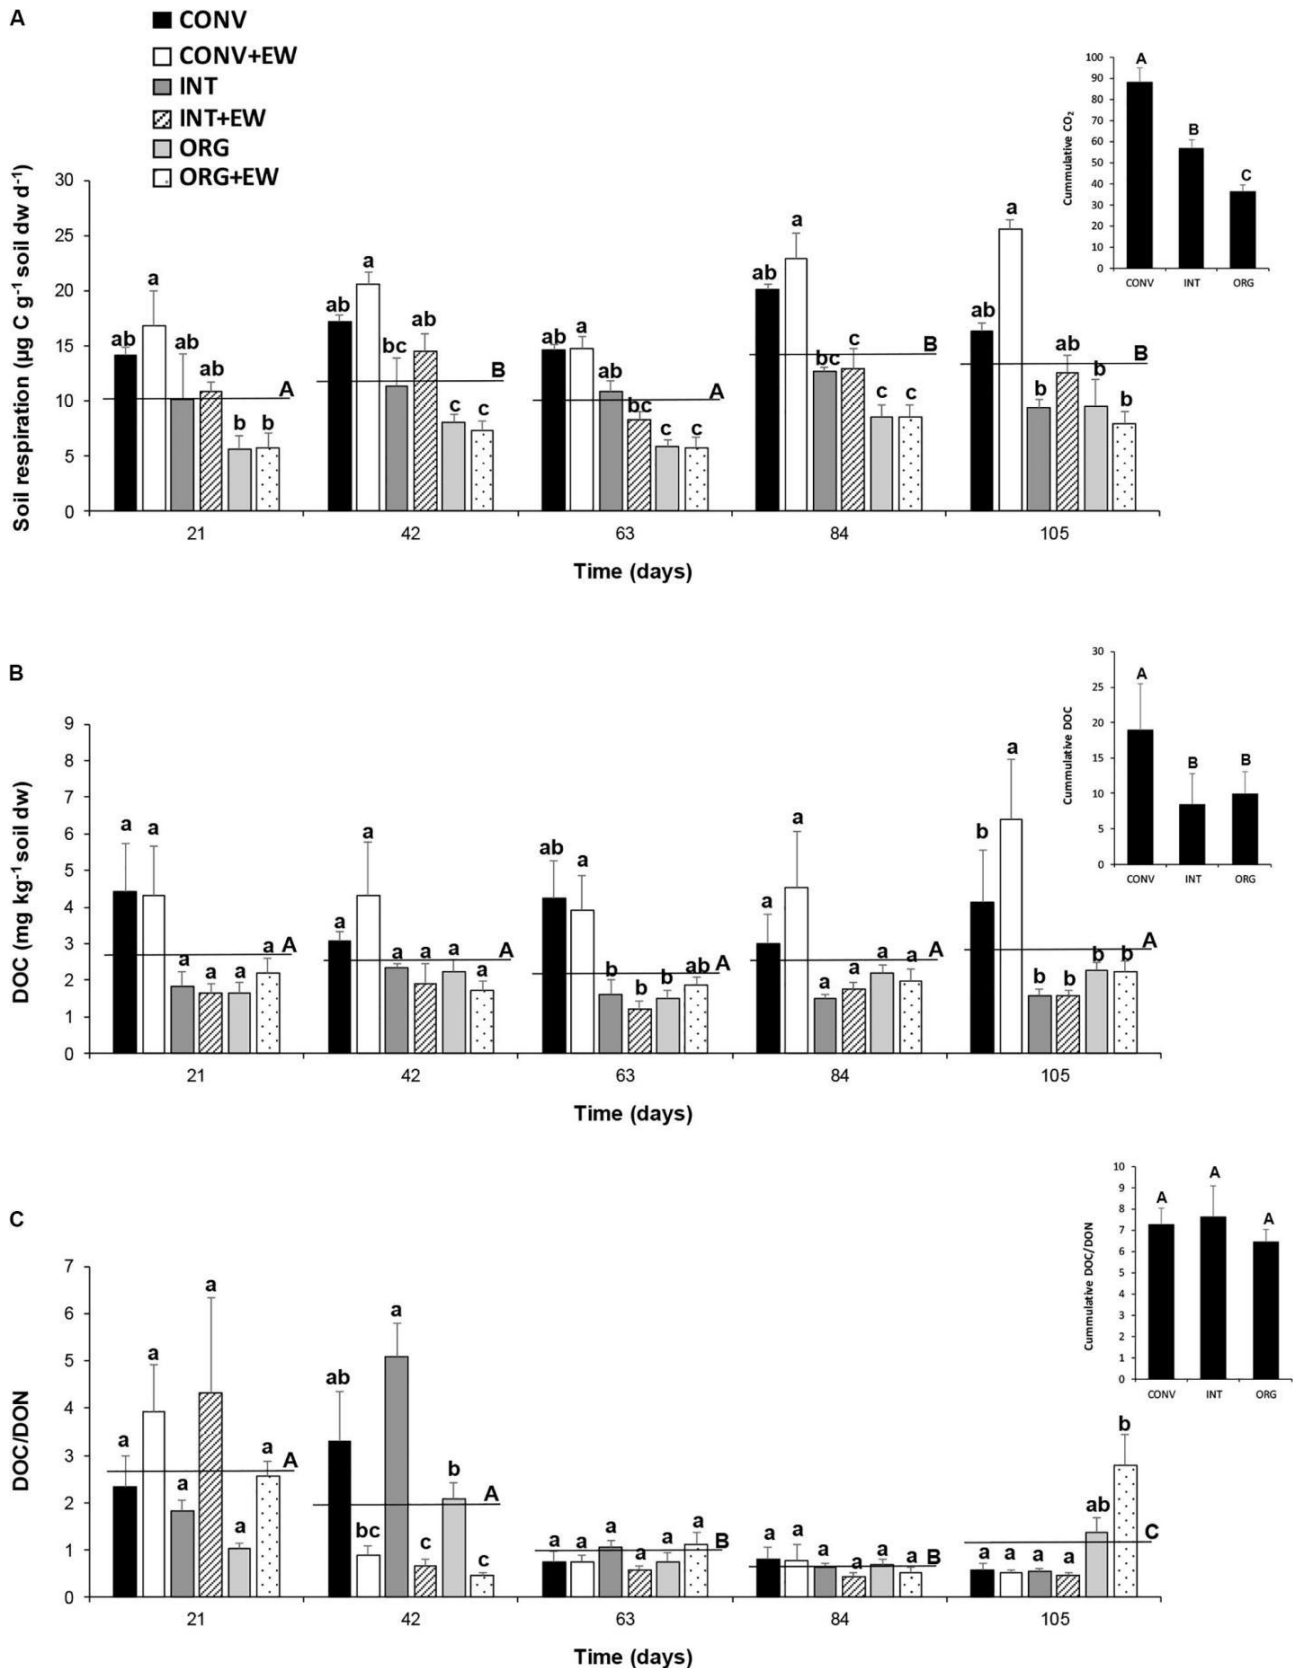 A
CONV
CONV+EW
INT
INT+EW
ORG
ORG+EW
Soil respiration (µg C g⁻¹ soil dw d⁻¹)
30
25
20
15
10
5
0
ab a ab ab b b A
ab a bc ab c c B
ab a ab bc c c A
ab a bc c c c B
ab a b ab b b B
21 42 63 84 105
Time (days)
Cummulative CO₂
100
90
80
70
60
50
40
30
20
10
0
A B C
CONV INT ORG
B
DOC (mg kg⁻¹ soil dw)
9
8
7
6
5
4
3
2
1
0
a a a a a a A
a a a a a a A
ab a b b b ab A
a a a a a a A
b a b b b b A
21 42 63 84 105
Time (days)
Cummulative DOC
30
25
20
15
10
5
0
A B B
CONV INT ORG
C
DOC/DON
7
6
5
4
3
2
1
0
a a a a a a A
ab bc a c b c A
a a a a a a B
a a a a a a B
a a a a ab b C
21 42 63 84 105
Time (days)
Cummulative DOC/DON
10
9
8
7
6
5
4
3
2
1
0
A A A
CONV INT ORG